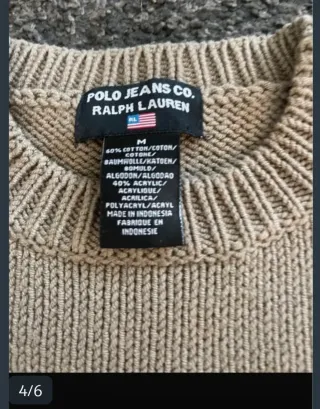 POLO JEANS CO.
RALPH LAUREN
RL
M
60% COTTON/COTON/
COTONE/
BAUMWOLLE/KATOEN/
BOMULD/
ALGODON/ALGODAO
40% ACRYLIC/
ACRYLIQUE/
ACRILICA/
POLYACRYL/ACRYL
MADE IN INDONESIA
FABRIQUE EN
INDONESIE
4/6